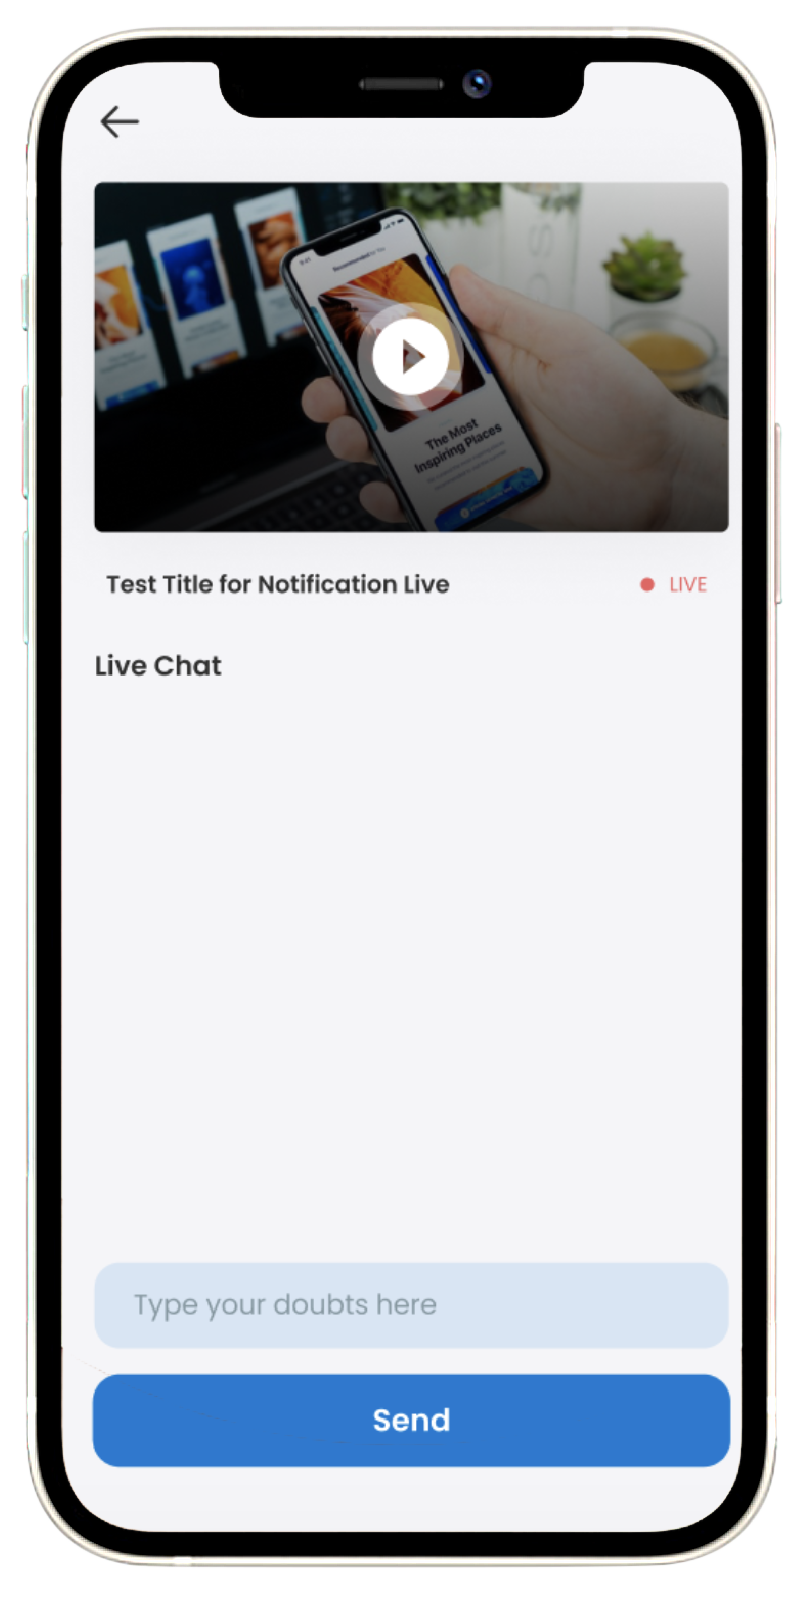 The Most
Inspiring Places
Test Title for Notification Live
LIVE
Live Chat
Type your doubts here
Send